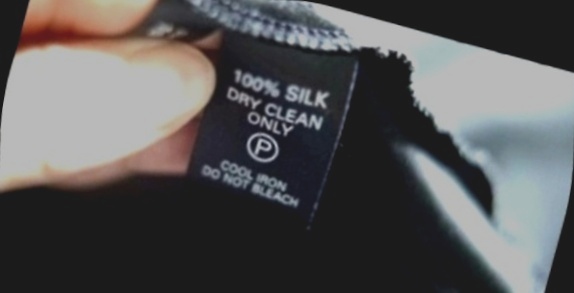 100% SILK
DRY CLEAN
ONLY
P
COOL IRON
DO NOT BLEACH